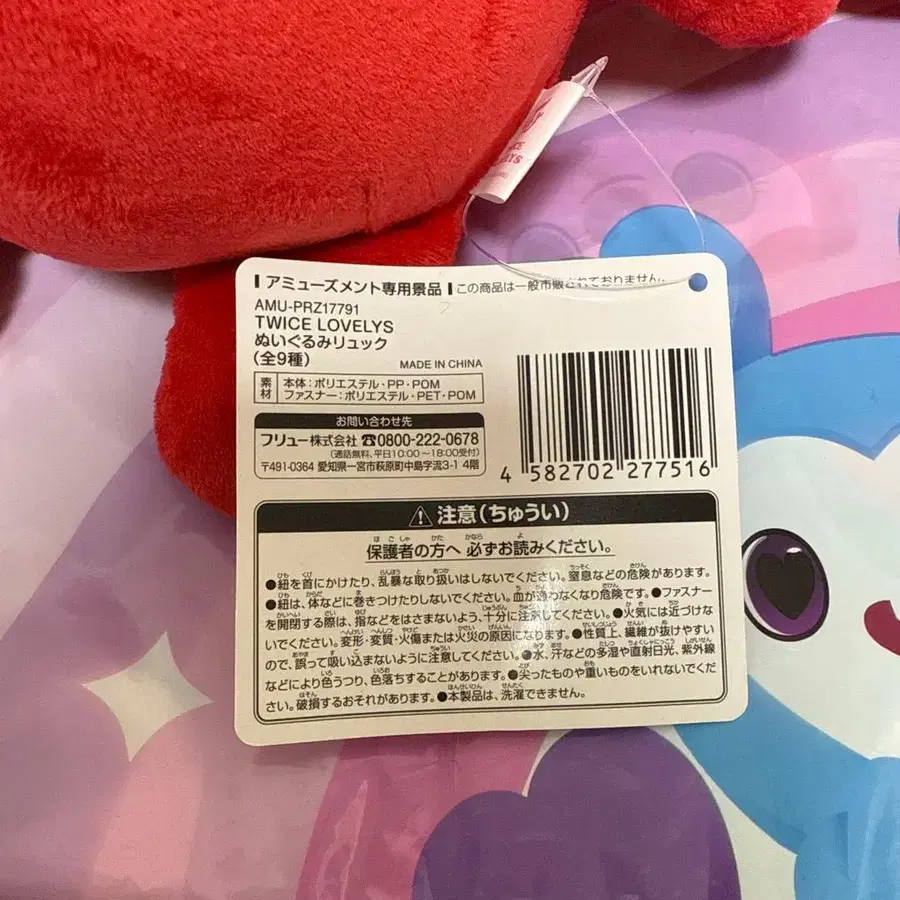 CE
ETS
アミューズメント専用景品 この商品は一般市販されておりません。
AMU-PRZ17791
TWICE LOVELYS
ぬいぐるみリュック
(全9種)
MADE IN CHINA
素材 本体:ポリエステル・PP・POM
ファスナー:ポリエステル・PET・POM
お問い合わせ先
フリュー株式会社 ☎0800-222-0678
(通話無料、平日10:00~18:00受付)
〒491-0364 愛知県一宮市萩原町中島字流3-1 4階
4 582702 277516
⚠注意(ちゅうい)
保護者の方へ 必ずお読みください。
●紐を首にかけたり、乱暴な取り扱いはしないでください。窒息などの危険があります。
●紐は、体などに巻きつけたりしないでください。血が通わなくなり危険です。●ファスナー
を開閉する際は、指などをはさまないよう、十分に注意してください。●火気には近づけな
いでください。変形・変質・火傷または火災の原因になります。●性質上、繊維が抜けやすい
ので、誤って吸い込まないように注意してください。●水、汗などの多湿や直射日光、紫外線
などにより色うつり、色落ちすることがあります。●尖ったものや重いものをいれないでくだ
さい。破損するおそれがあります。●本製品は、洗濯できません。